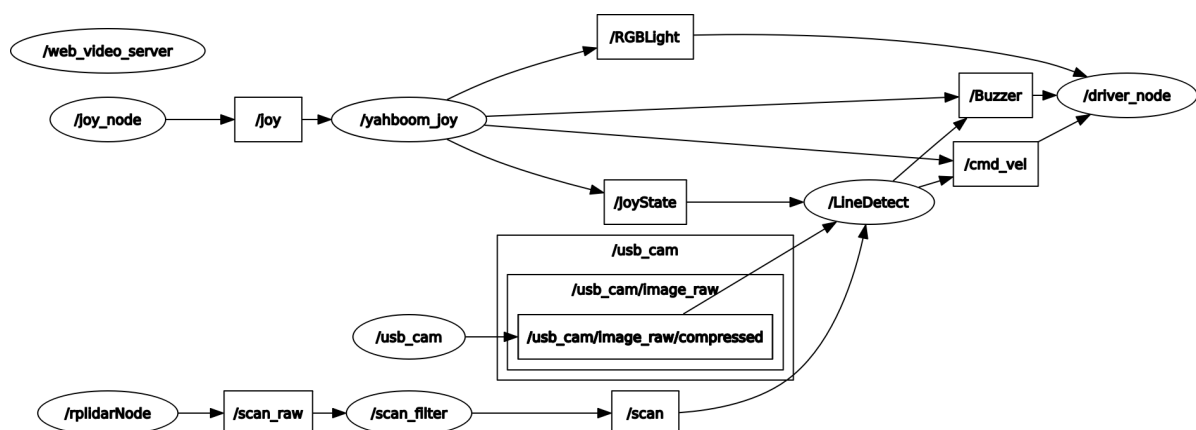 /web_video_server
/RGBLight
/joy_node
/joy
/yahboom_joy
/Buzzer
/driver_node
/cmd_vel
/JoyState
/LineDetect
/usb_cam
/usb_cam/image_raw
/usb_cam
/usb_cam/image_raw/compressed
/rplidarNode
/scan_raw
/scan_filter
/scan